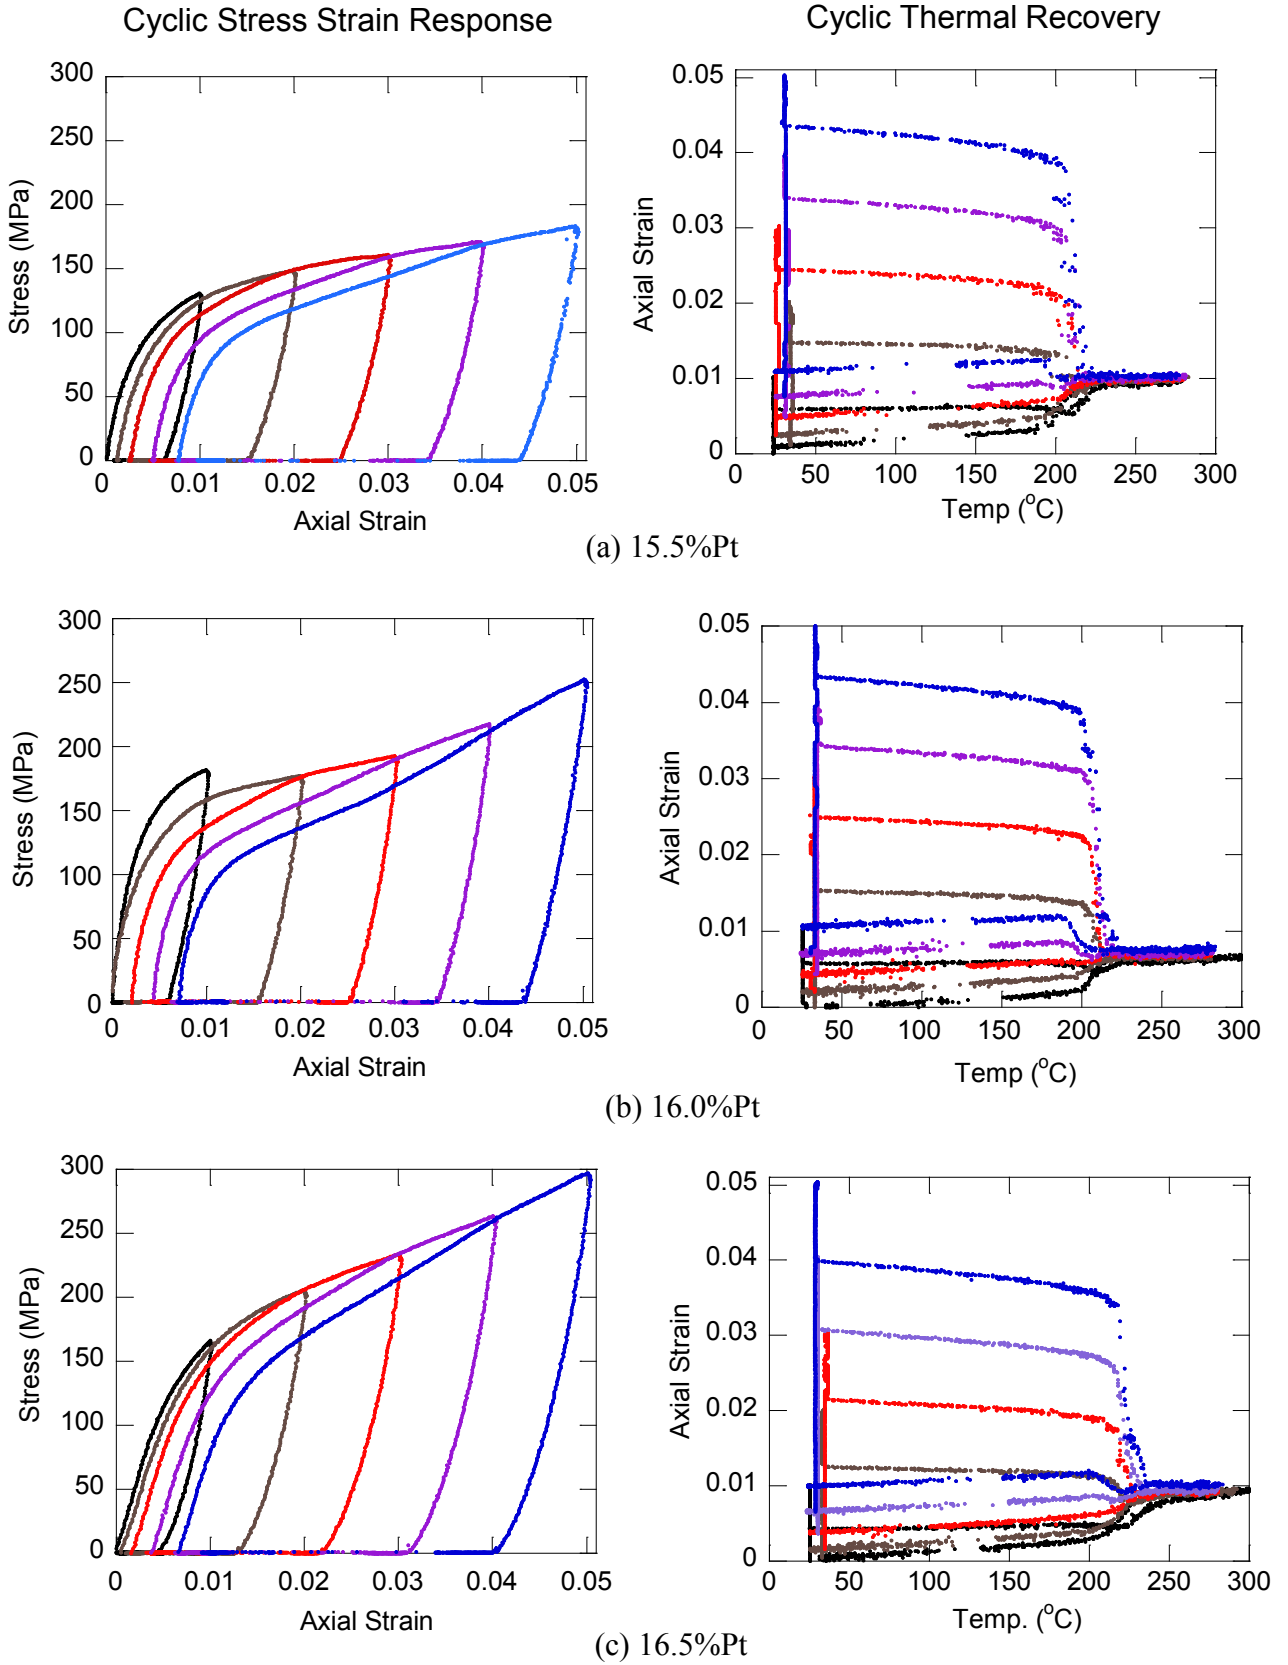 Cyclic Stress Strain Response
Cyclic Thermal Recovery
300
250
200
150
100
50
0
Stress (MPa)
0 0.01 0.02 0.03 0.04 0.05
Axial Strain
0.05
0.04
0.03
0.02
0.01
0
Axial Strain
0 50 100 150 200 250 300
Temp (°C)
(a) 15.5%Pt
300
250
200
150
100
50
0
Stress (MPa)
0 0.01 0.02 0.03 0.04 0.05
Axial Strain
0.05
0.04
0.03
0.02
0.01
0
Axial Strain
0 50 100 150 200 250 300
Temp (°C)
(b) 16.0%Pt
300
250
200
150
100
50
0
Stress (MPa)
0 0.01 0.02 0.03 0.04 0.05
Axial Strain
0.05
0.04
0.03
0.02
0.01
0
Axial Strain
0 50 100 150 200 250 300
Temp. (°C)
(c) 16.5%Pt